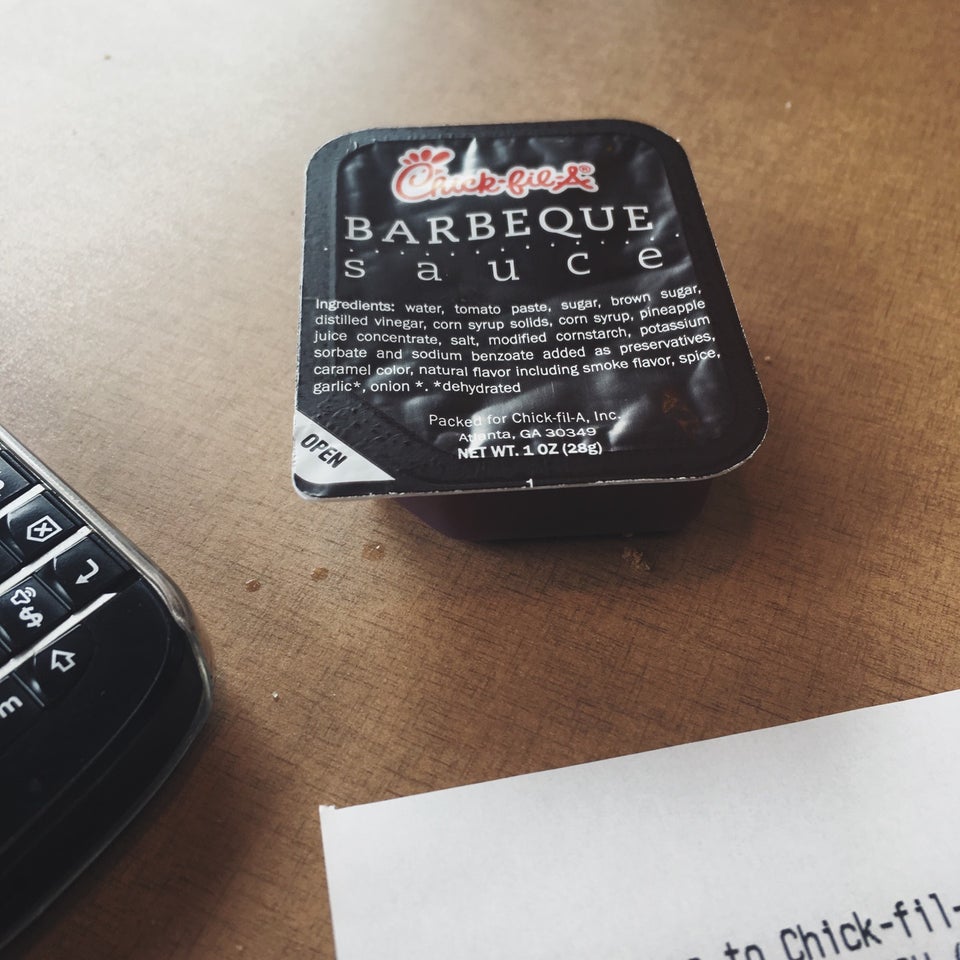 Chick-fil-A®
BARBEQUE
sauce
Ingredients: water, tomato paste, sugar, brown sugar,
distilled vinegar, corn syrup solids, corn syrup, pineapple
juice concentrate, salt, modified cornstarch, potassium
sorbate and sodium benzoate added as preservatives,
caramel color, natural flavor including smoke flavor, spice,
garlic*, onion *. *dehydrated
Packed for Chick-fil-A, Inc.
Atlanta, GA 30349
NET WT. 1 OZ (28g)
OPEN
$
m
to Chick-fil-